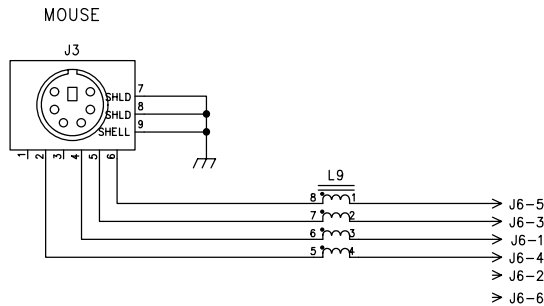 MOUSE
J3
SHLD 7
SHLD 8
SHELL 9
1 2 3 4 5 6
L9
8 1 J6-5
7 2 J6-3
6 3 J6-1
5 4 J6-4
J6-2
J6-6